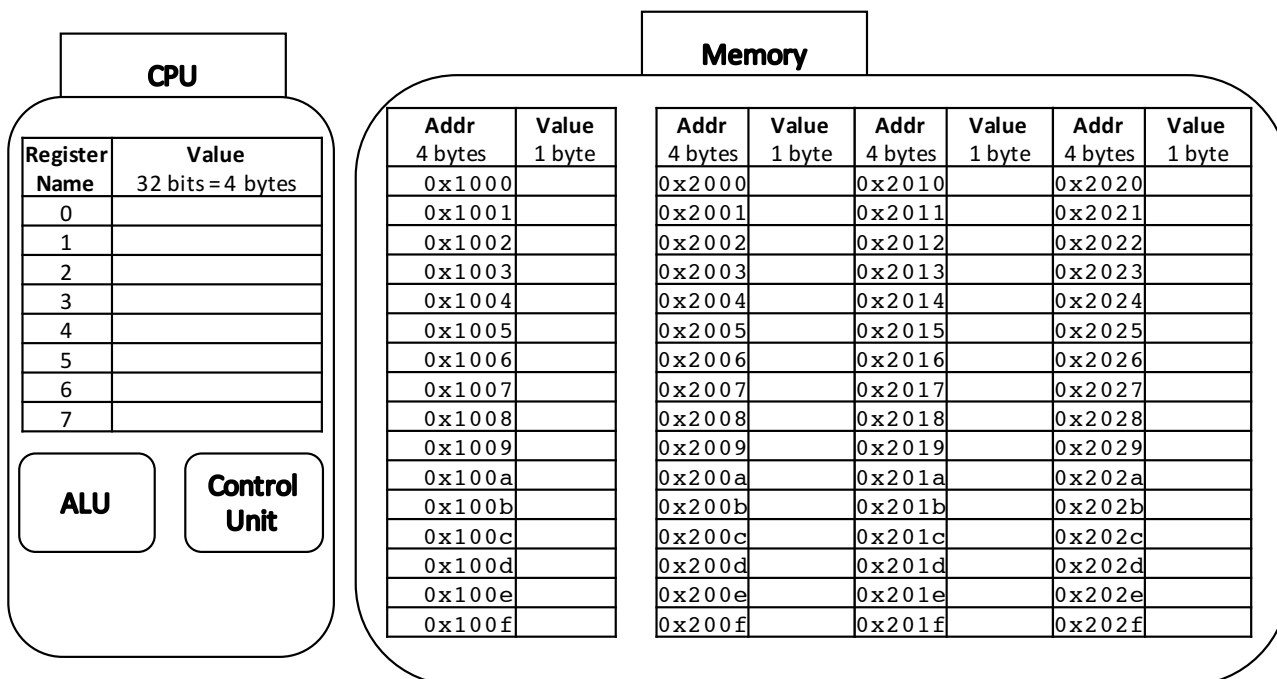 CPU
Register Value
Name 32 bits = 4 bytes
0
1
2
3
4
5
6
7
ALU
Control
Unit
Memory
Addr Value
4 bytes 1 byte
0x1000
0x1001
0x1002
0x1003
0x1004
0x1005
0x1006
0x1007
0x1008
0x1009
0x100a
0x100b
0x100c
0x100d
0x100e
0x100f
Addr Value Addr Value Addr Value
4 bytes 1 byte 4 bytes 1 byte 4 bytes 1 byte
0x2000 0x2010 0x2020
0x2001 0x2011 0x2021
0x2002 0x2012 0x2022
0x2003 0x2013 0x2023
0x2004 0x2014 0x2024
0x2005 0x2015 0x2025
0x2006 0x2016 0x2026
0x2007 0x2017 0x2027
0x2008 0x2018 0x2028
0x2009 0x2019 0x2029
0x200a 0x201a 0x202a
0x200b 0x201b 0x202b
0x200c 0x201c 0x202c
0x200d 0x201d 0x202d
0x200e 0x201e 0x202e
0x200f 0x201f 0x202f